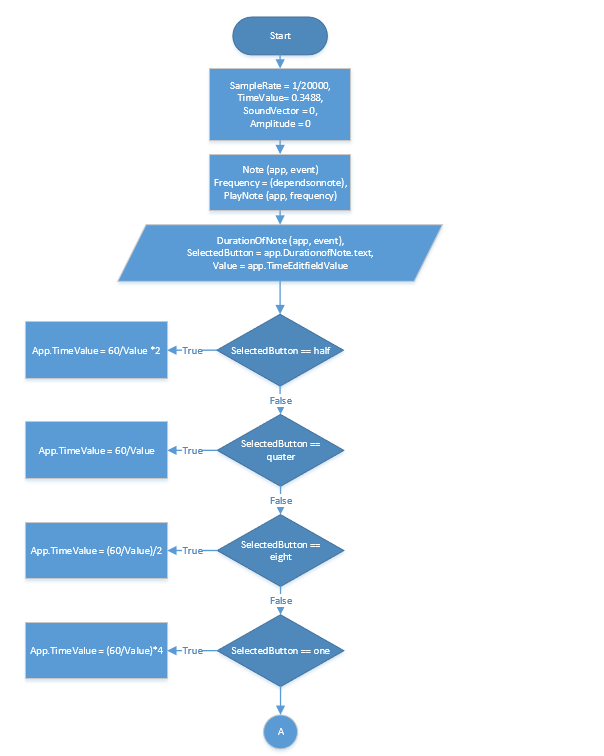 Start
SampleRate = 1/20000,
TimeValue= 0.3488,
SoundVector = 0,
Amplitude = 0
Note (app, event)
Frequency = (dependsonnote),
PlayNote (app, frequency)
DurationOfNote (app, event),
SelectedButton = app.DurationofNote.text,
Value = app.TimeEditfieldValue
App.TimeValue = 60/Value *2
True
SelectedButton == half
False
App.TimeValue = 60/Value
True
SelectedButton ==
quater
False
App.TimeValue = (60/Value)/2
True
SelectedButton ==
eight
False
App.TimeValue = (60/Value)*4
True
SelectedButton == one
A